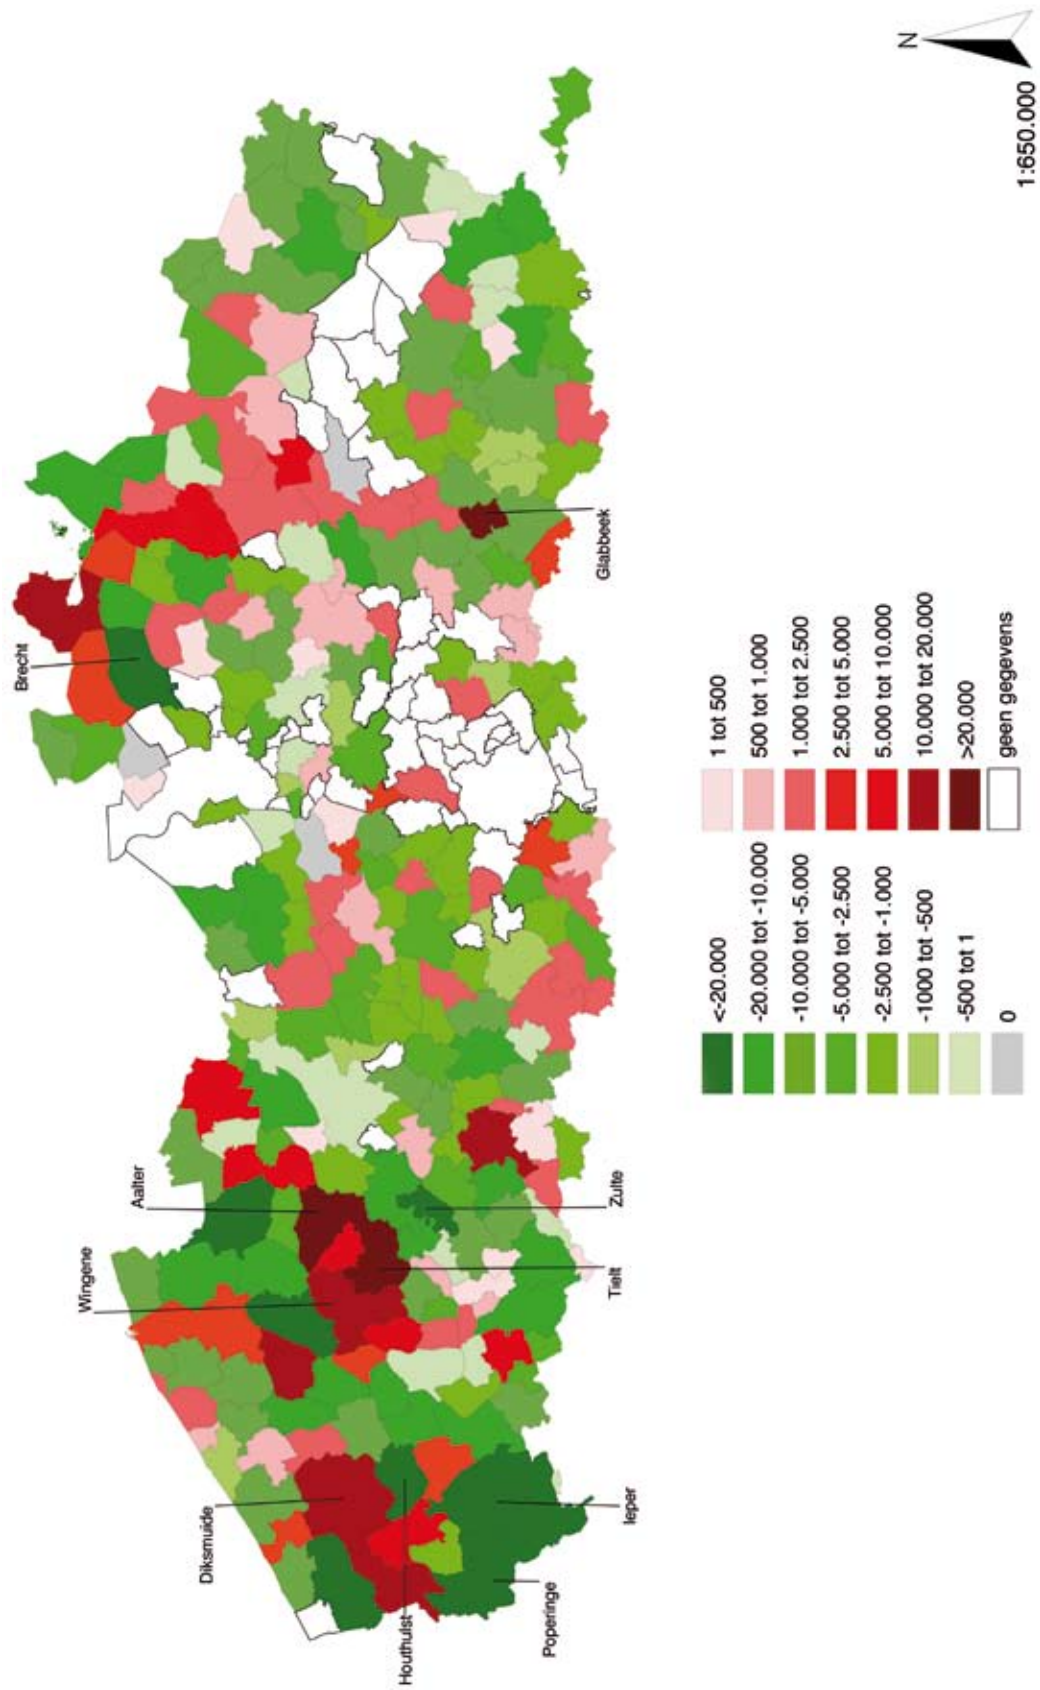 Brecht
Aalter
Wingene
Diksmuide
Glabbeek
Zulte
Tielt
Ieper
Houthulst
Poperinge
N
1:650.000
<-20.000
-20.000 tot -10.000
-10.000 tot -5.000
-5.000 tot -2.500
-2.500 tot -1.000
-1000 tot -500
-500 tot 1
0
1 tot 500
500 tot 1.000
1.000 tot 2.500
2.500 tot 5.000
5.000 tot 10.000
10.000 tot 20.000
>20.000
geen gegevens